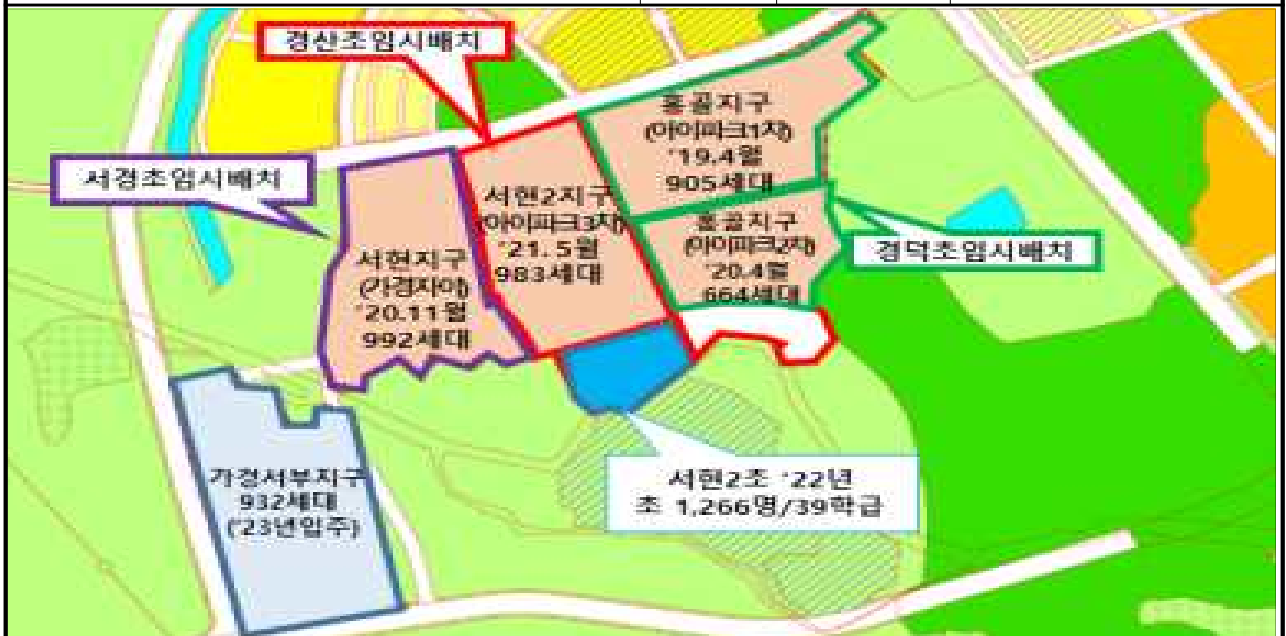 경산초임시배치
홍골지구
(아이파크1차)
'19.4월
905세대
서경초임시배치
서현2지구
(아이파크3차)
'21.5월
983세대
홍골지구
(아이파크2차)
'20.4월
664세대
경덕초임시배치
서현지구
(가경자이)
'20.11월
992세대
가경서부지구
932세대
('23년입주)
서현2초 '22년
초 1,266명/39학급